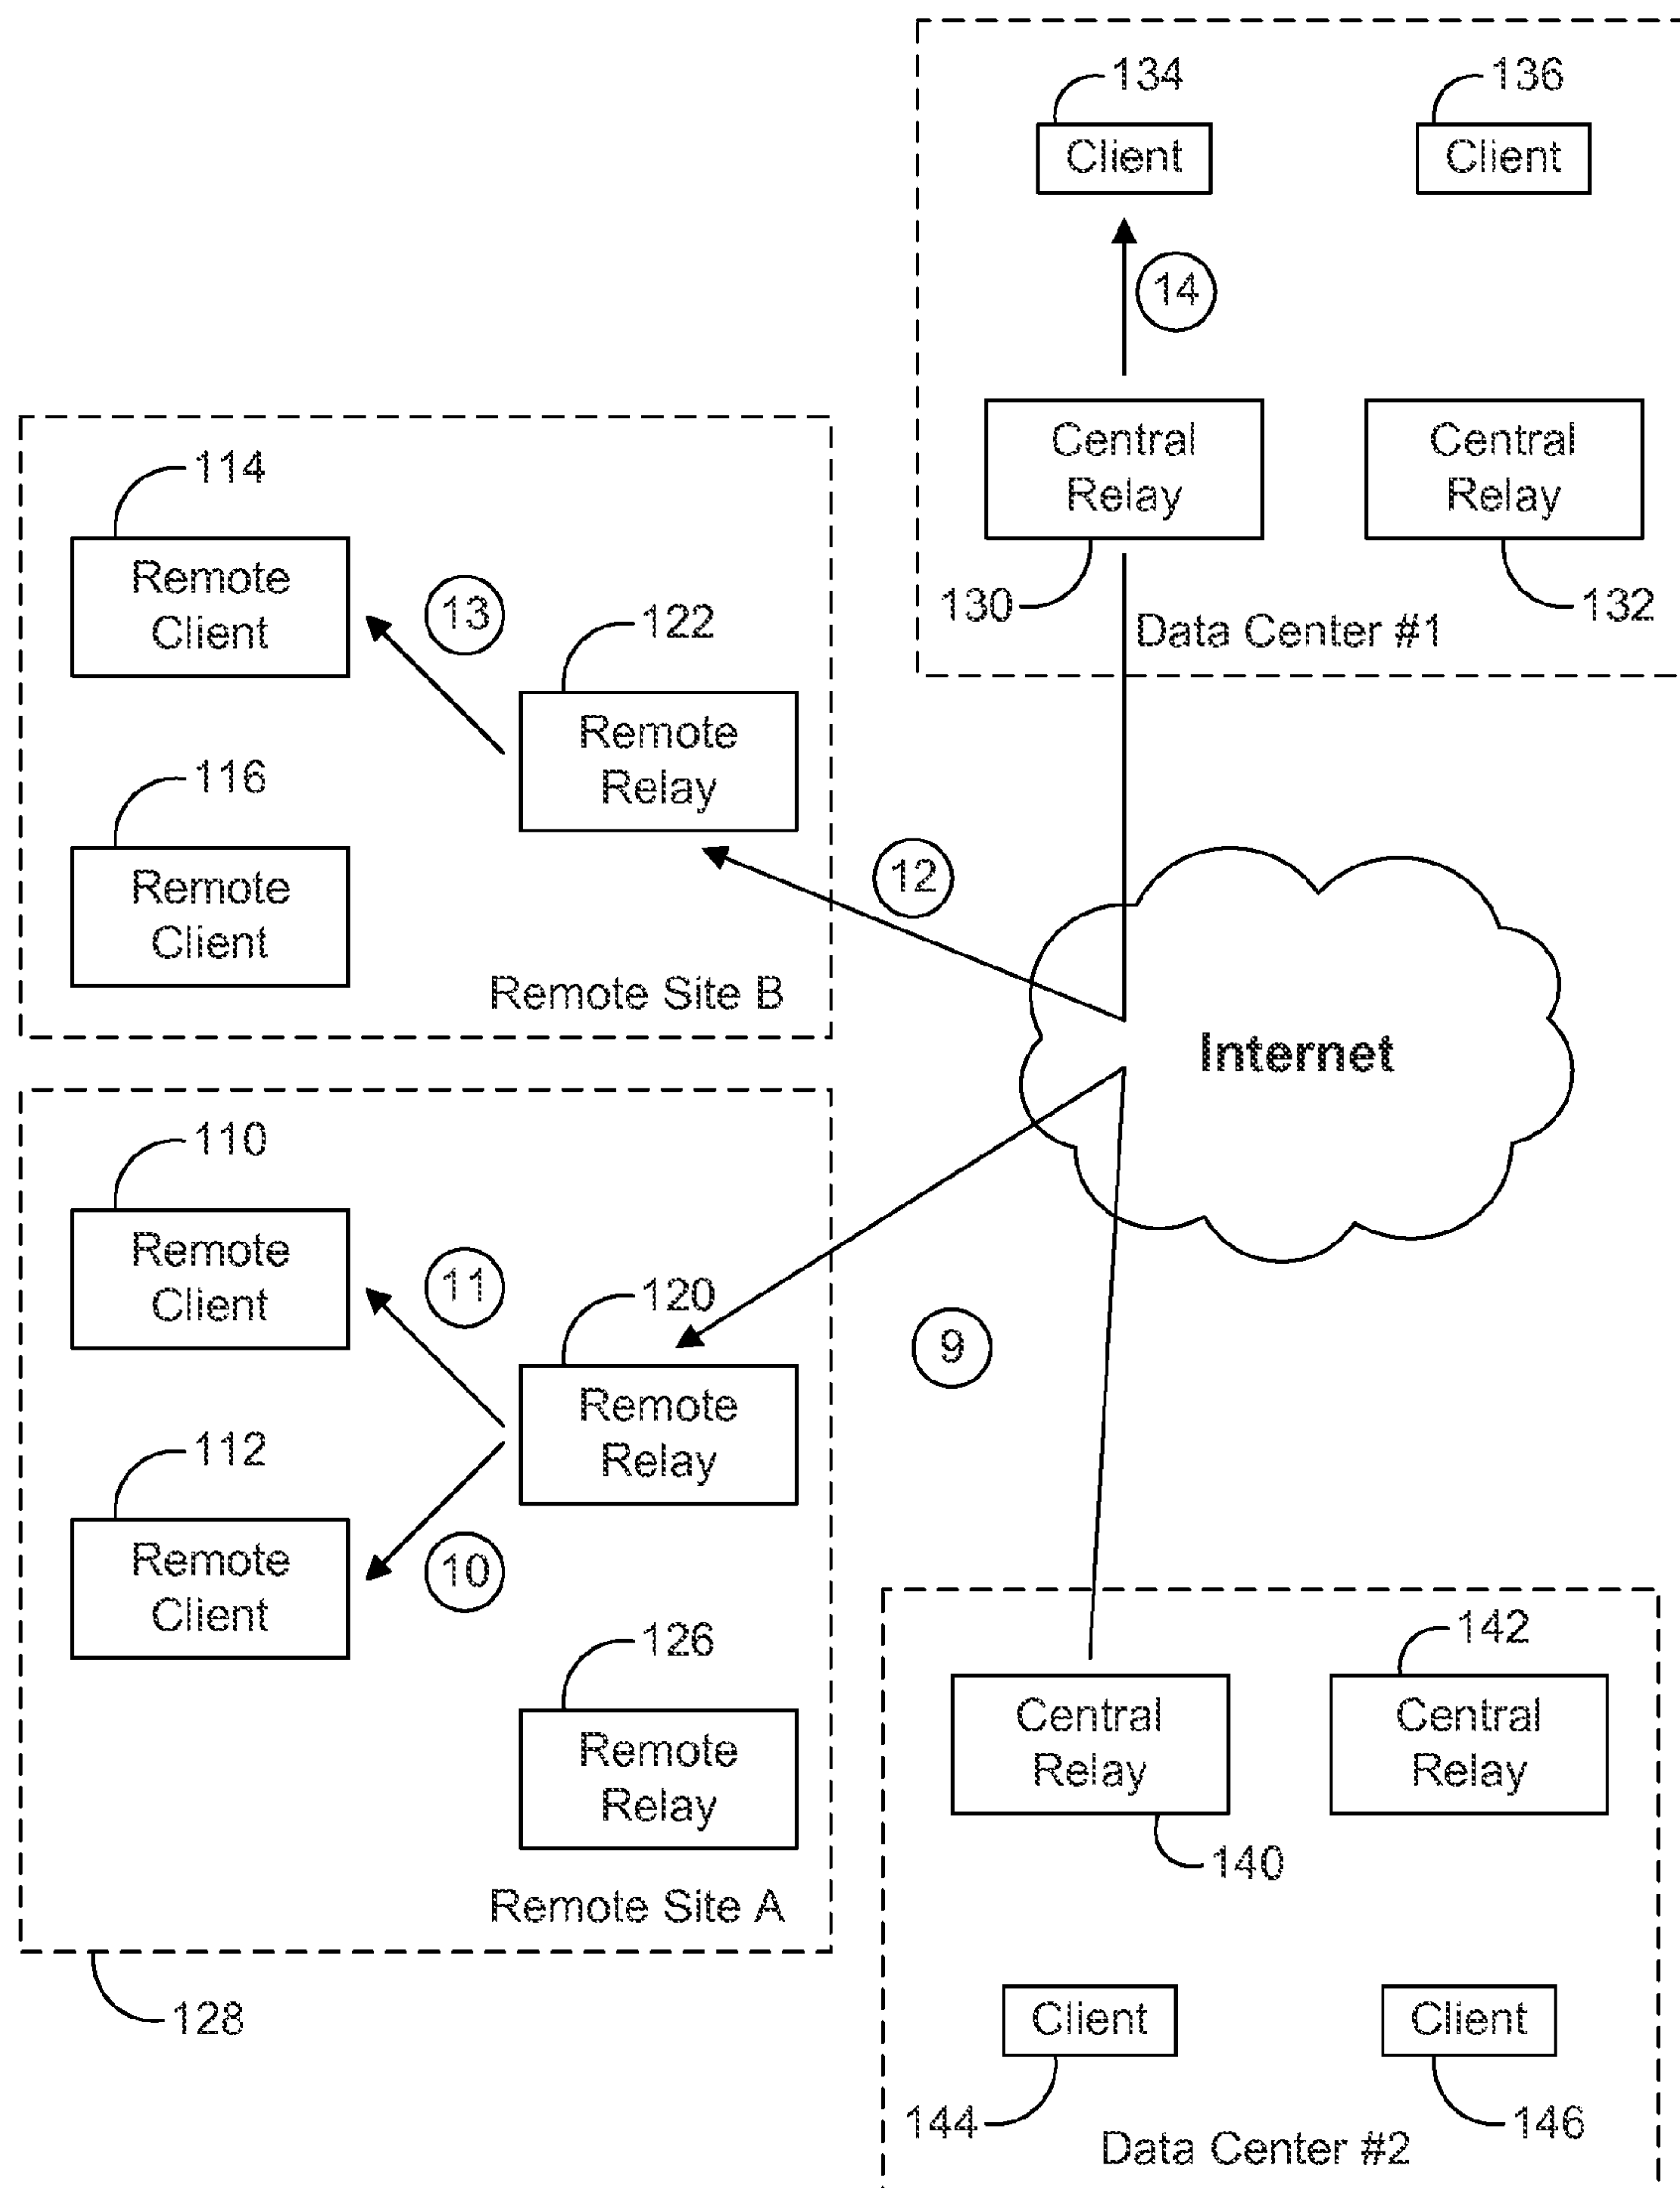 134
136
Client
Client
14
Central
Relay
Central
Relay
130
132
Data Center #1
114
Remote
Client
13
122
Remote
Relay
116
Remote
Client
12
Remote Site B
Internet
110
Remote
Client
11
120
Remote
Relay
9
112
Remote
Client
10
126
Remote
Relay
Remote Site A
128
142
Central
Relay
Central
Relay
140
Client
Client
144
146
Data Center #2